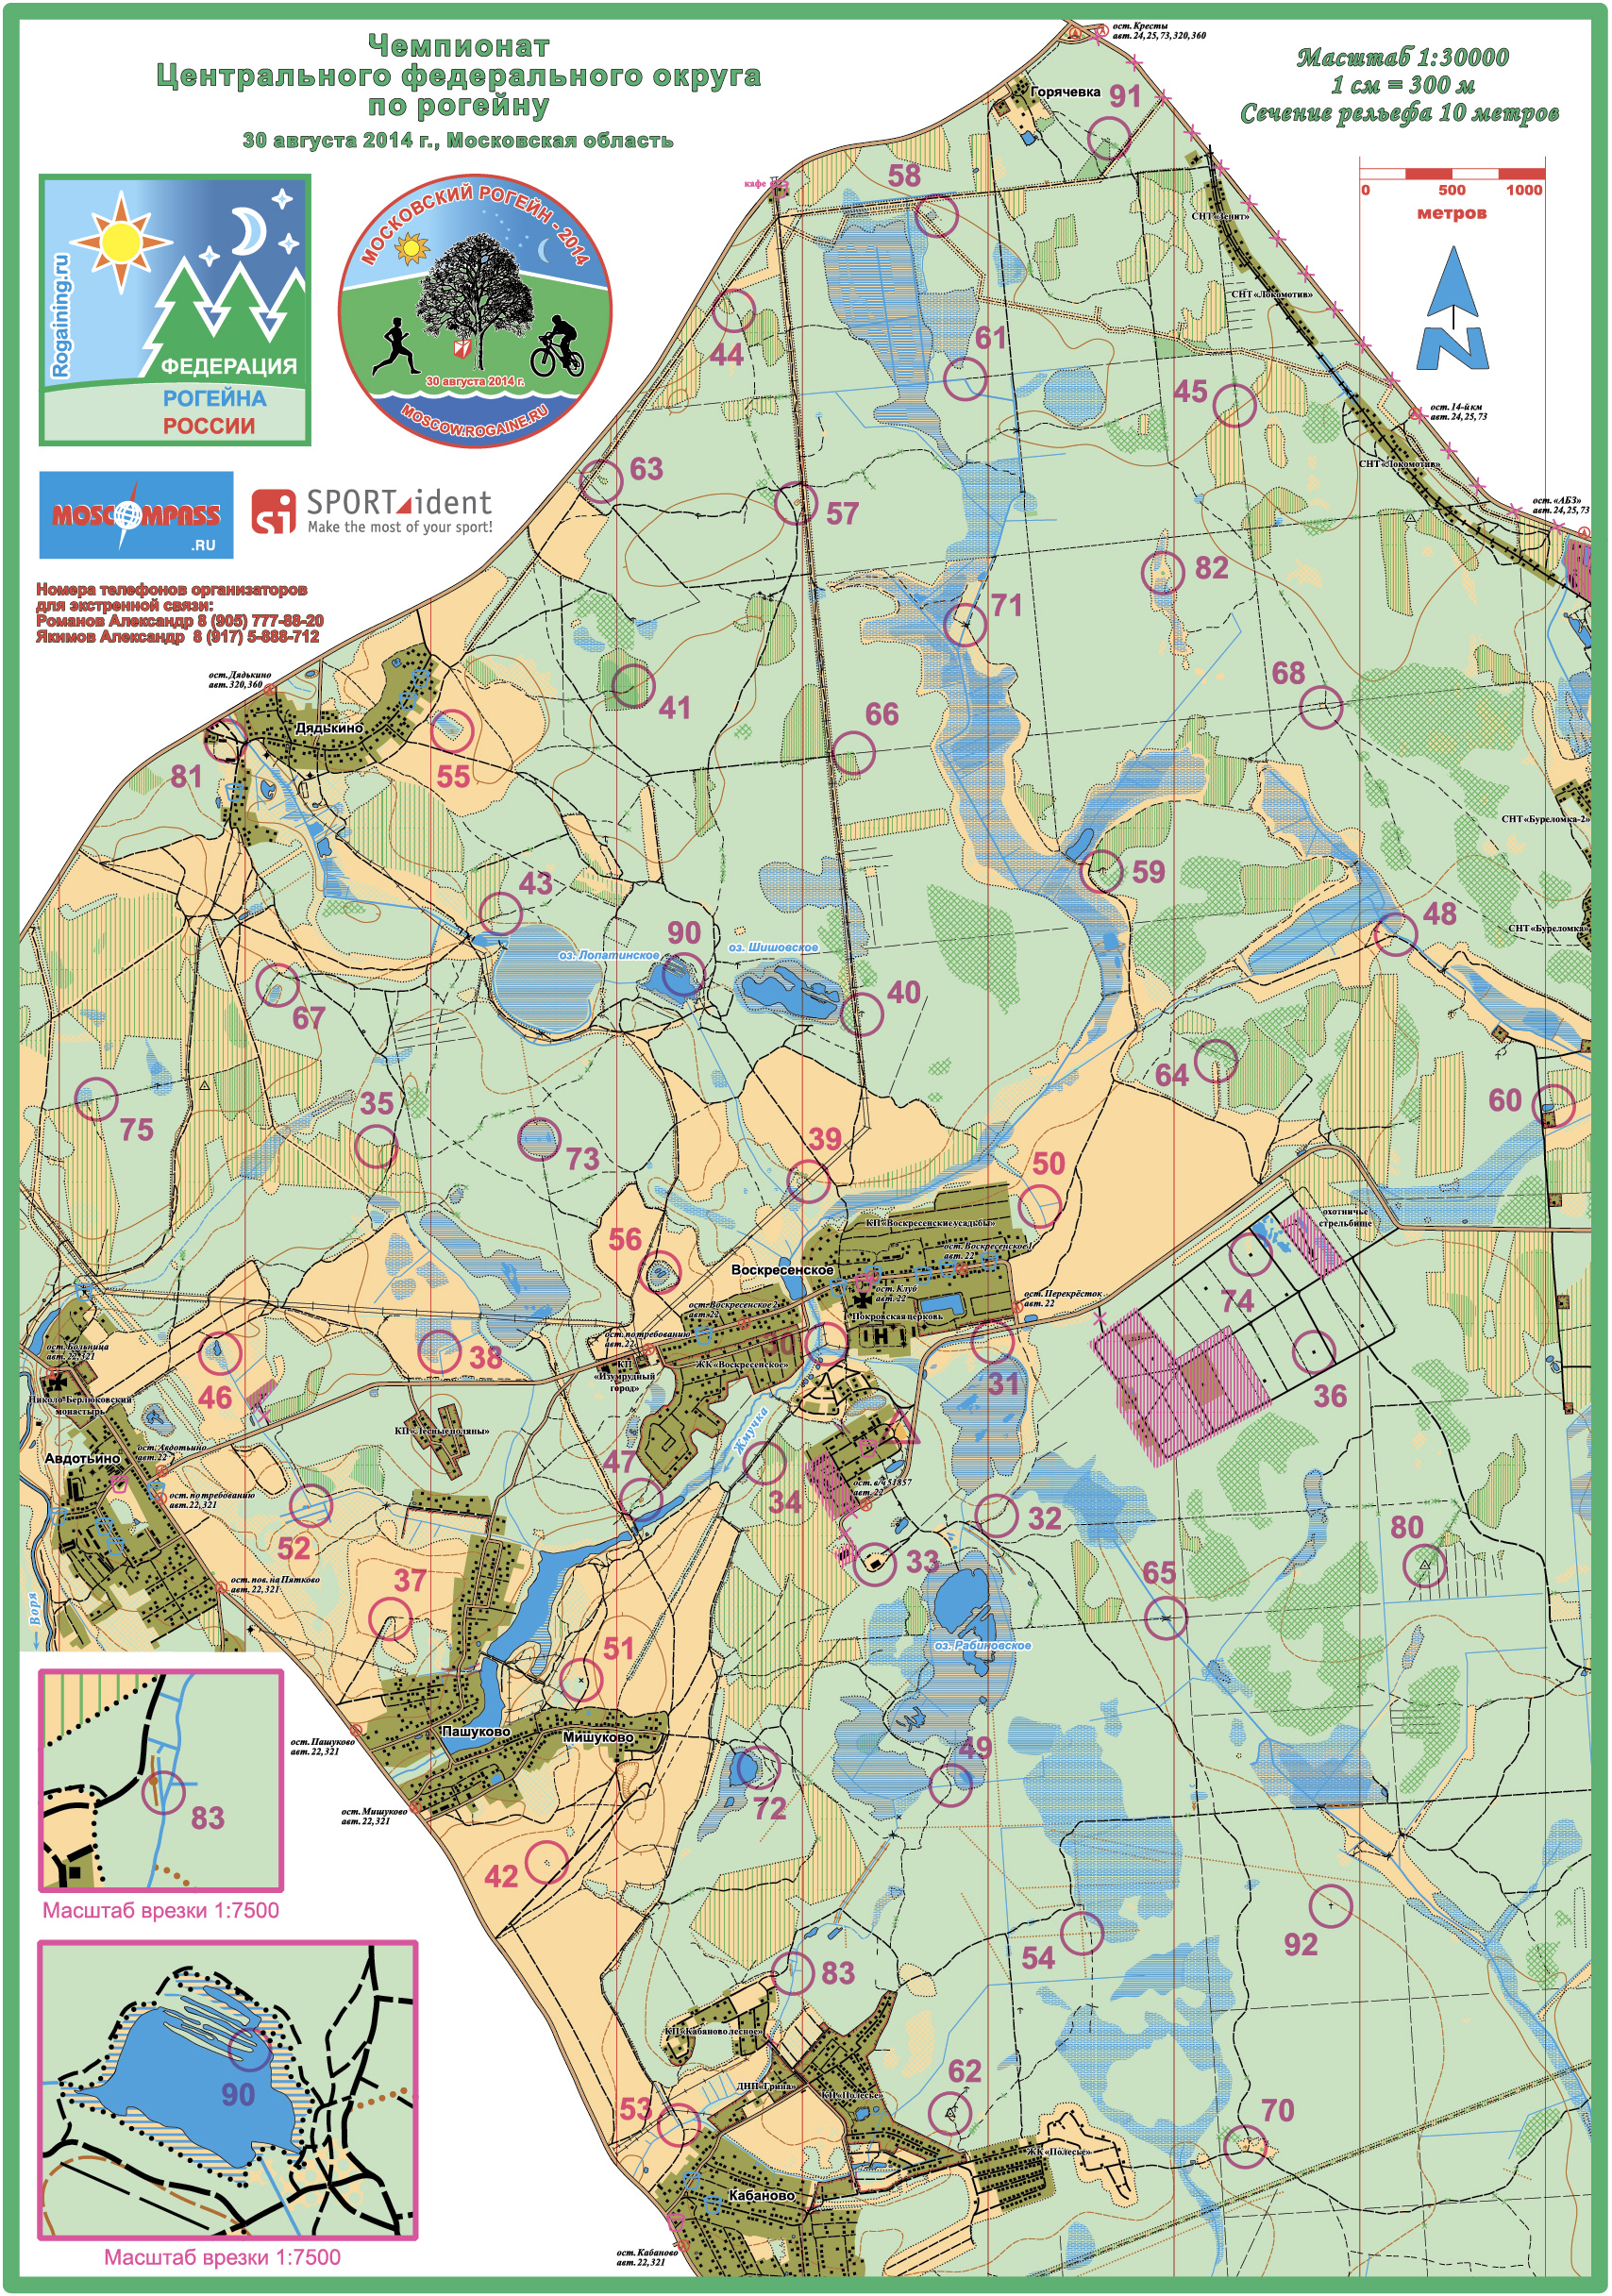 Чемпионат
Центрального федерального округа
по рогейну
30 августа 2014 г., Московская область
Масштаб 1:30000
1 см = 300 м
Сечение рельефа 10 метров
0 500 1000
метров
N
Rogaining.ru
ФЕДЕРАЦИЯ
РОГЕЙНА
РОССИИ
МОСКОВСКИЙ РОГЕЙН - 2014
30 августа 2014 г.
MOSCOW.ROGAINE.RU
MOSCOMPASS
.RU
SPORTident
Make the most of your sport!
Номера телефонов организаторов
для экстренной связи:
Романов Александр 8 (905) 777-88-20
Якимов Александр 8 (917) 5-888-712
ост. Кресты
авт. 24,25,73,320,360
Горячевка
91
кафе
58
СНТ «Зенит»
СНТ «Локомотив»
44
61
45
ост. 14-й км
авт. 24,25,73
СНТ «Локомотив»
63
57
ост. «АБЗ»
авт. 24,25,73
82
71
ост. Дядькино
авт. 320,360
Дядькино
41
66
68
81
55
СНТ «Буреломка-2»
59
43
90
48
оз. Лопатинское
оз. Шишовское
СНТ «Буреломка»
67
40
75
35
64
60
73
39
50
56
КП «Воскресенские усадьбы»
охотничье
стрельбище
ост. Воскресенское 1
авт. 22
Воскресенское
ост. Клуб
авт. 22
ост. Перекрёсток
авт. 22
74
ост. Воскресенское 2
авт. 22
Покровская церковь
Н
ост. по требованию
авт. 22
30
ост. Больница
авт. 22,321
38
КП
«Изумрудный
город»
ЖК «Воскресенское»
31
36
46
Николо-Берлюковский
монастырь
КП «Лесные поляны»
Жмучка
Авдотьино
ост. Авдотьино
авт. 22
47
34
ост. в/ч 51857
авт. 22
ост. по требованию
авт. 22,321
52
32
80
33
65
ост. пов. на Пятково
авт. 22,321
37
Воря
оз. Рабиновское
51
Пашуково
Мишуково
ост. Пашуково
авт. 22,321
49
72
ост. Мишуково
авт. 22,321
83
Масштаб врезки 1:7500
42
92
54
83
КП «Кабаново лесное»
ДНП «Грина»
КП «Полесье»
62
53
70
ЖК «Полесье»
90
Масштаб врезки 1:7500
Кабаново
ост. Кабаново
авт. 22,321